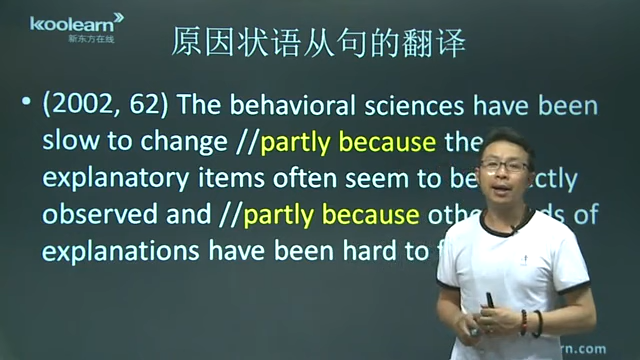 koolearn
新东方在线
原因状语从句的翻译
• (2002, 62) The behavioral sciences have been
slow to change //partly because the
explanatory items often seem to be
observed and //partly because of
explanations have been hard to